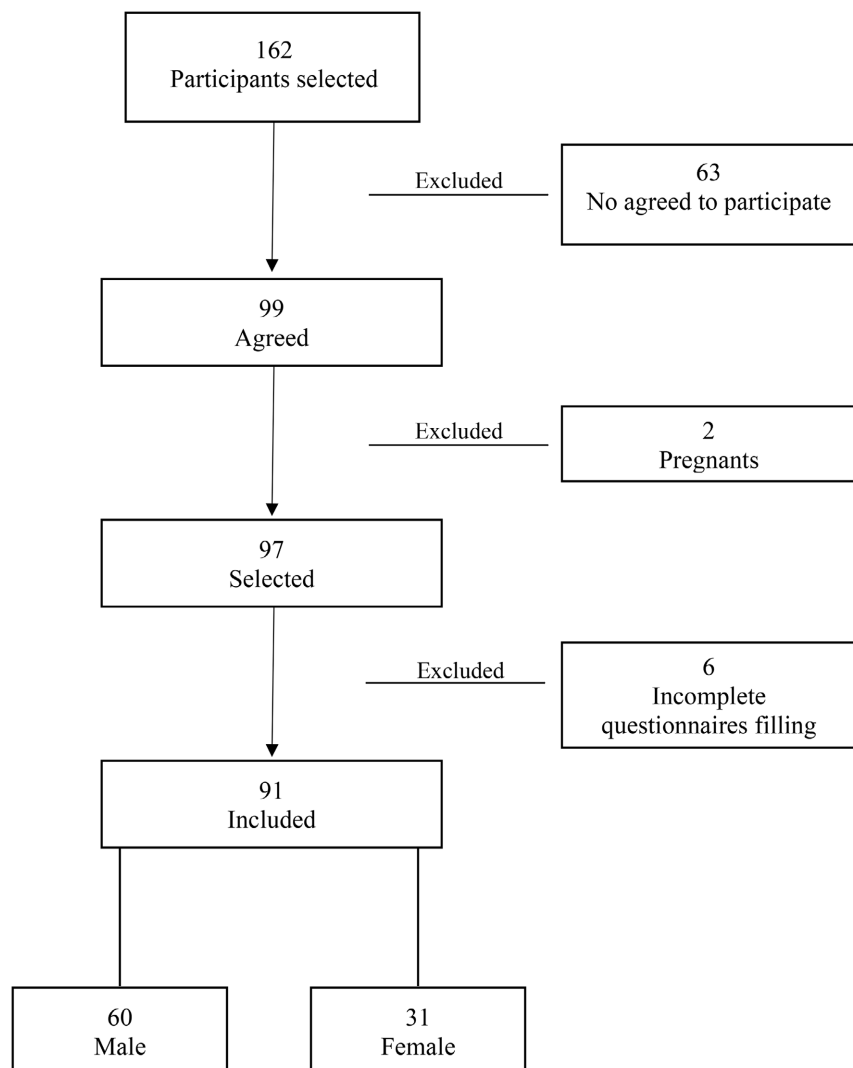 162
Participants selected
Excluded
63
No agreed to participate
99
Agreed
Excluded
2
Pregnants
97
Selected
Excluded
6
Incomplete
questionnaires filling
91
Included
60
Male
31
Female